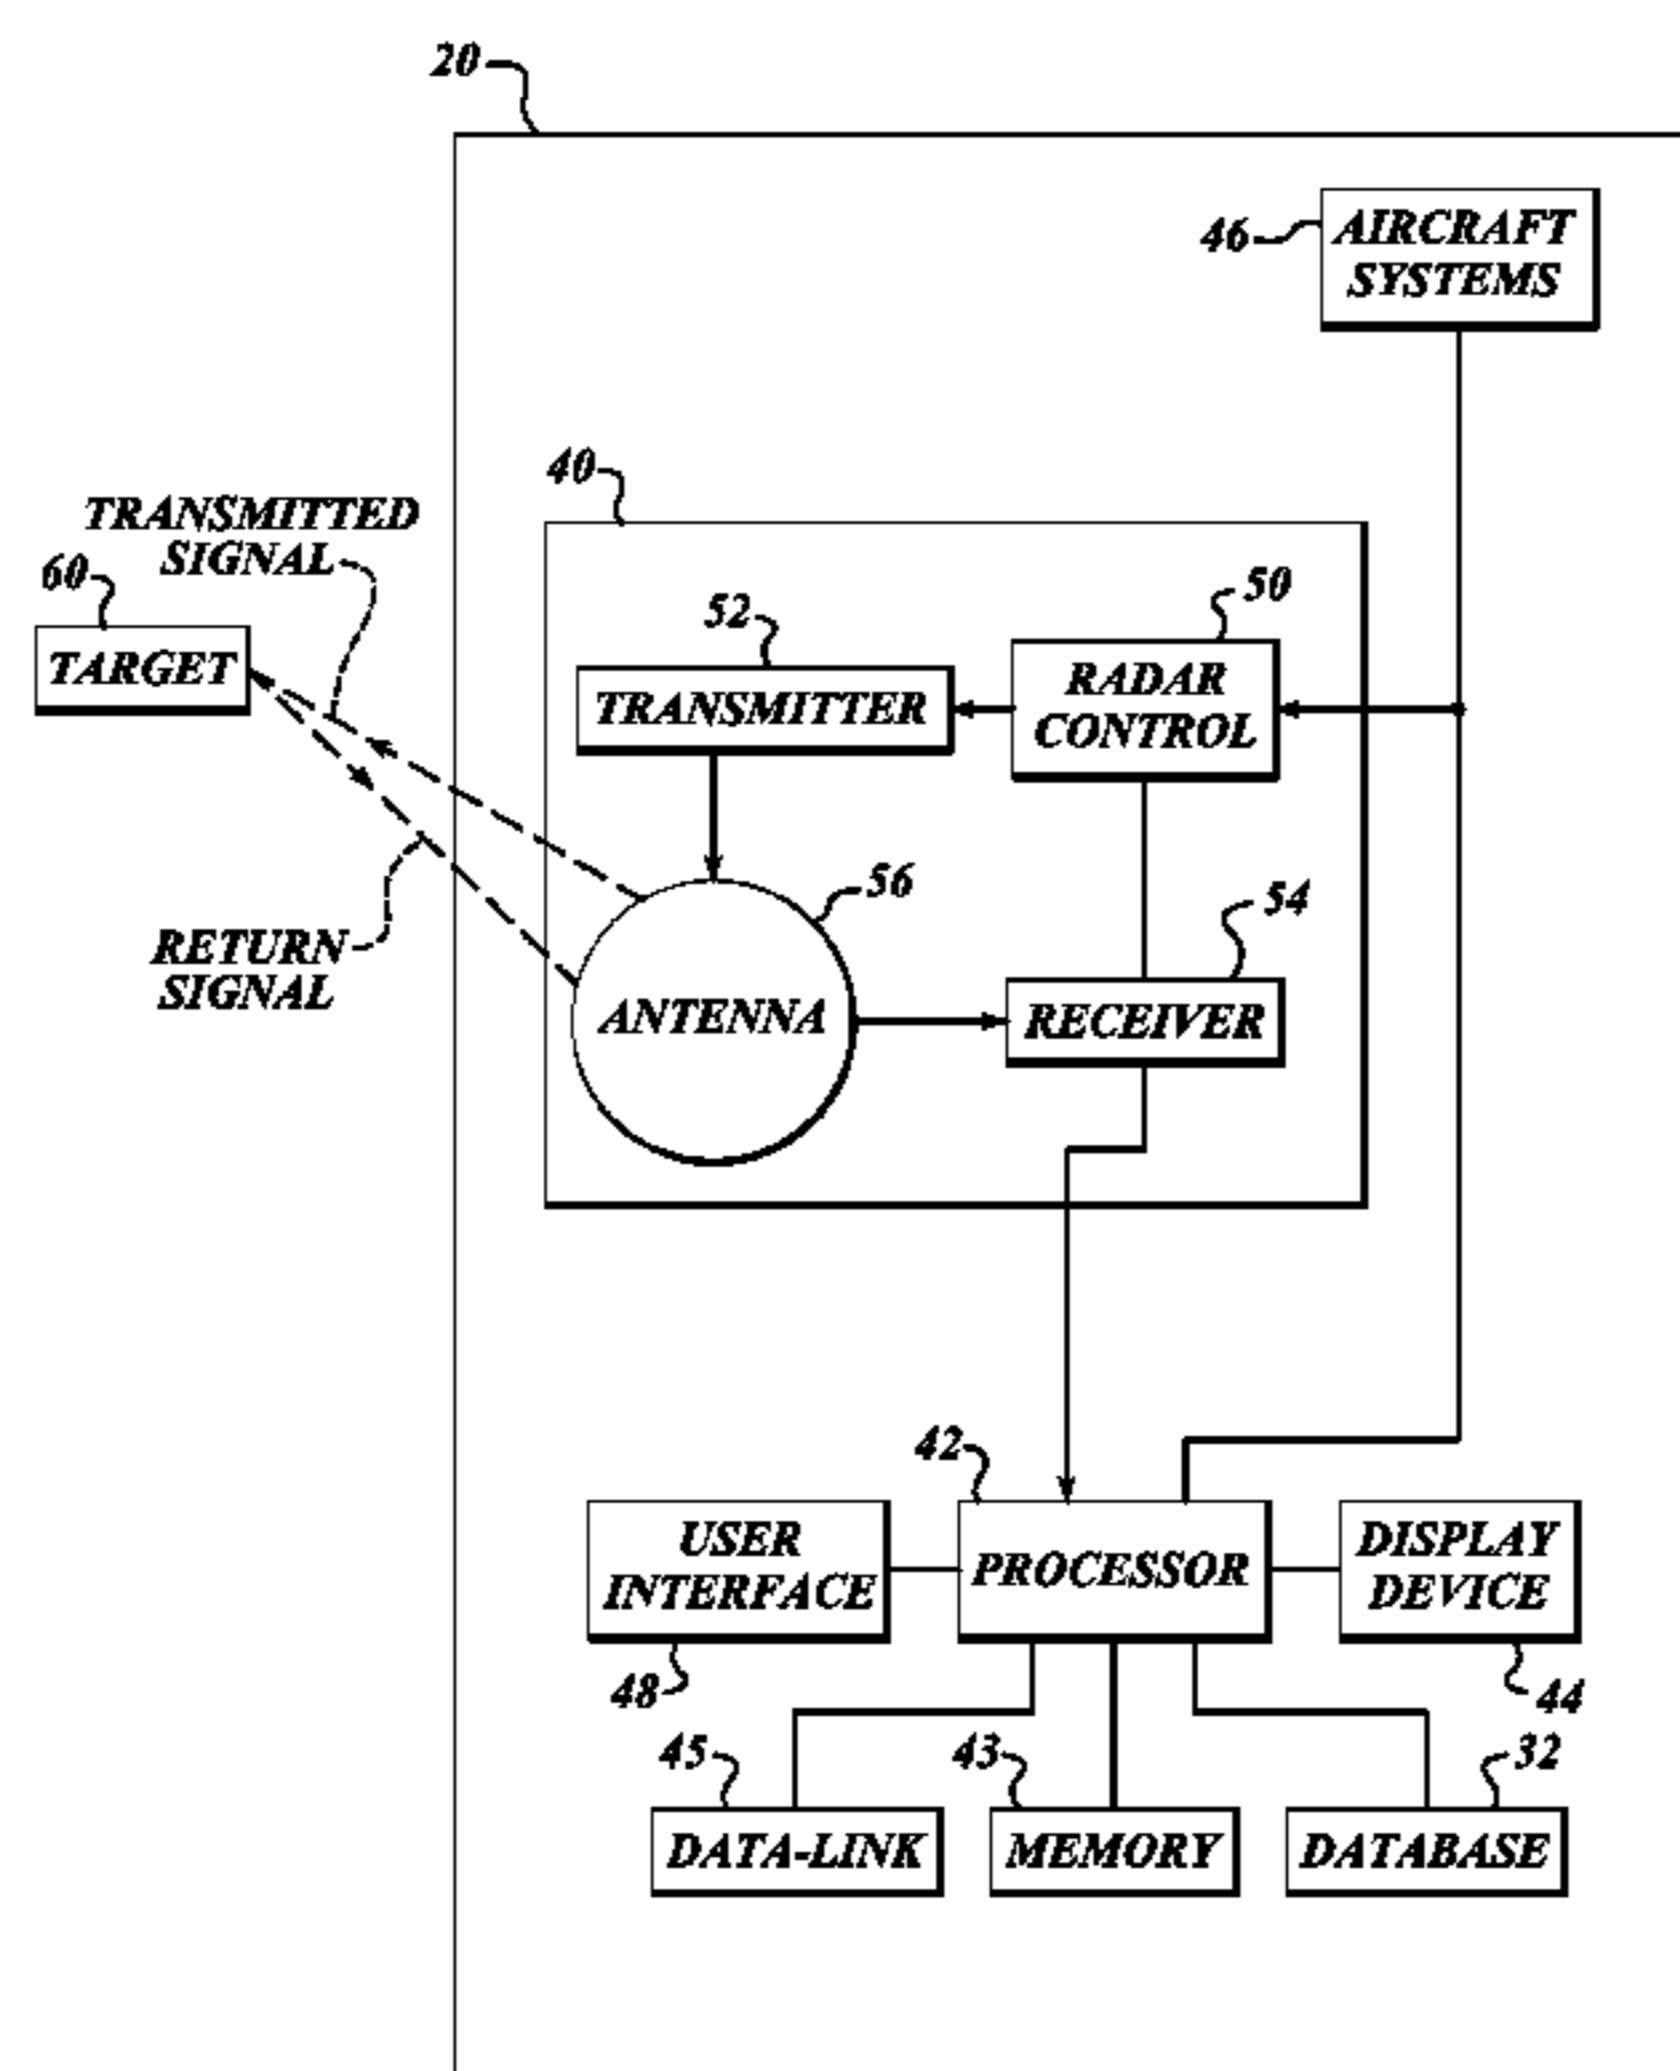 20
46
AIRCRAFT
SYSTEMS
40
TRANSMITTED
SIGNAL
60
TARGET
52
TRANSMITTER
50
RADAR
CONTROL
56
ANTENNA
54
RECEIVER
RETURN
SIGNAL
42
PROCESSOR
USER
INTERFACE
48
DISPLAY
DEVICE
44
45
DATA-LINK
43
MEMORY
32
DATABASE